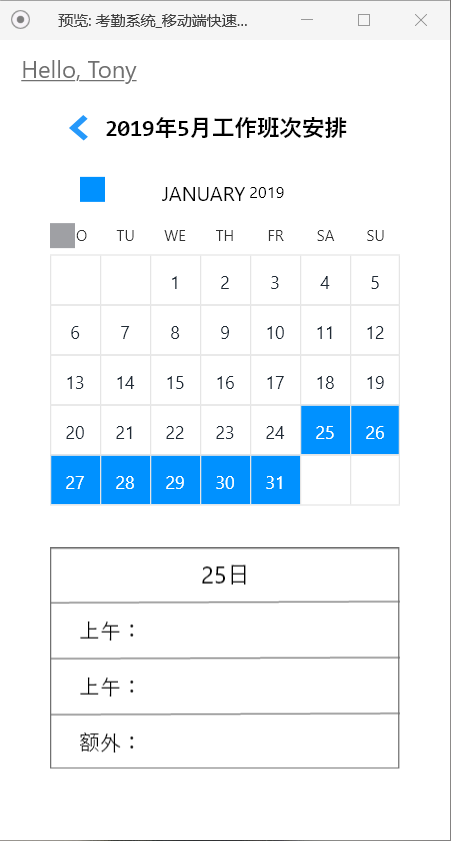 预览: 考勤系统_移动端快速...
Hello, Tony
2019年5月工作班次安排
JANUARY 2019
O TU WE TH FR SA SU
1 2 3 4 5
6 7 8 9 10 11 12
13 14 15 16 17 18 19
20 21 22 23 24 25 26
27 28 29 30 31
25日
上午：
上午：
额外：